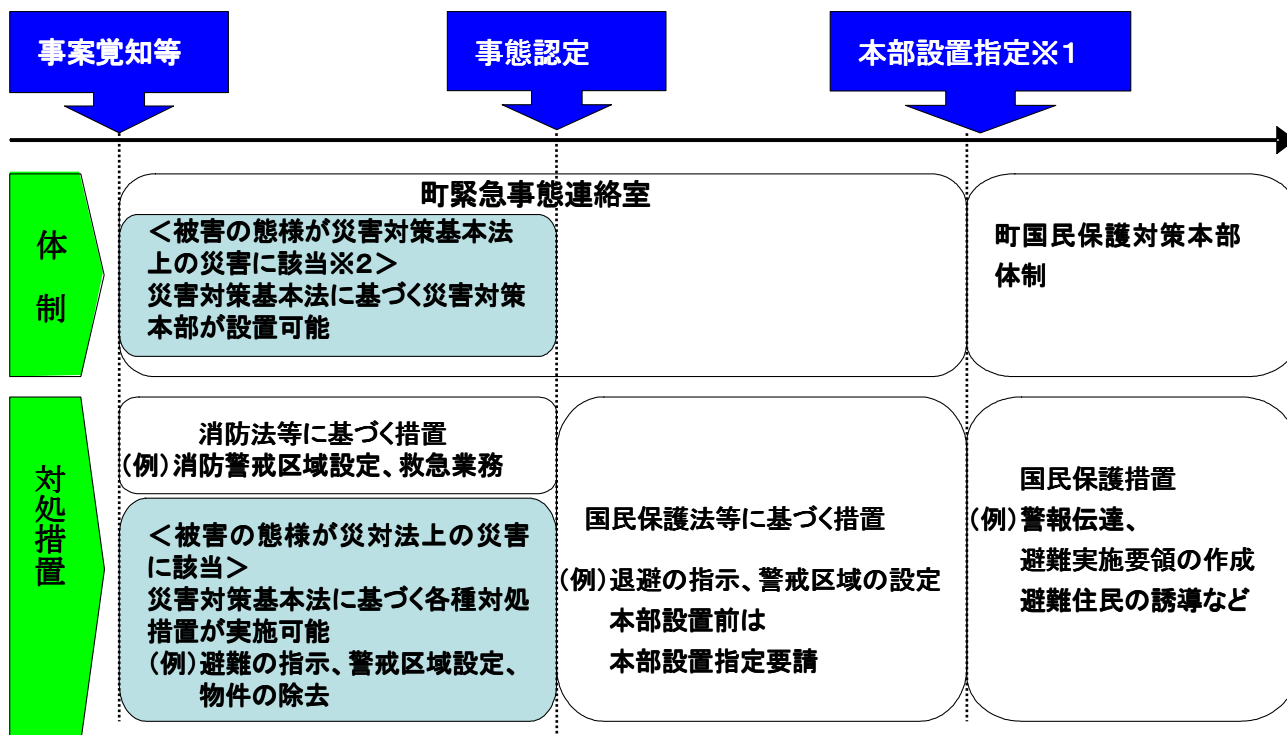 事案覚知等
事態認定
本部設置指定※1
体制
町緊急事態連絡室
＜被害の態様が災害対策基本法
上の災害に該当※2＞
災害対策基本法に基づく災害対策
本部が設置可能
町国民保護対策本部
体制
対処措置
消防法等に基づく措置
（例）消防警戒区域設定、救急業務
＜被害の態様が災対法上の災害
に該当＞
災害対策基本法に基づく各種対処
措置が実施可能
（例）避難の指示、警戒区域設定、
物件の除去
国民保護法等に基づく措置
（例）退避の指示、警戒区域の設定
本部設置前は
本部設置指定要請
国民保護措置
（例）警報伝達、
避難実施要領の作成
避難住民の誘導など